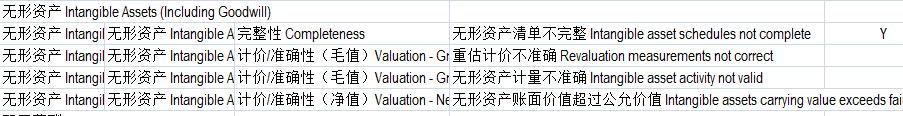 无形资产 Intangible Assets (Including Goodwill)
无形资产 Intangil 无形资产 Intangible A 完整性 Completeness 无形资产清单不完整 Intangible asset schedules not complete Y
无形资产 Intangil 无形资产 Intangible A 计价/准确性（毛值）Valuation - Gr 重估计价不准确 Revaluation measurements not correct
无形资产 Intangil 无形资产 Intangible A 计价/准确性（毛值）Valuation - Gr 无形资产计量不准确 Intangible asset activity not valid
无形资产 Intangil 无形资产 Intangible A 计价/准确性（净值）Valuation - Ne 无形资产账面价值超过公允价值 Intangible assets carrying value exceeds fai